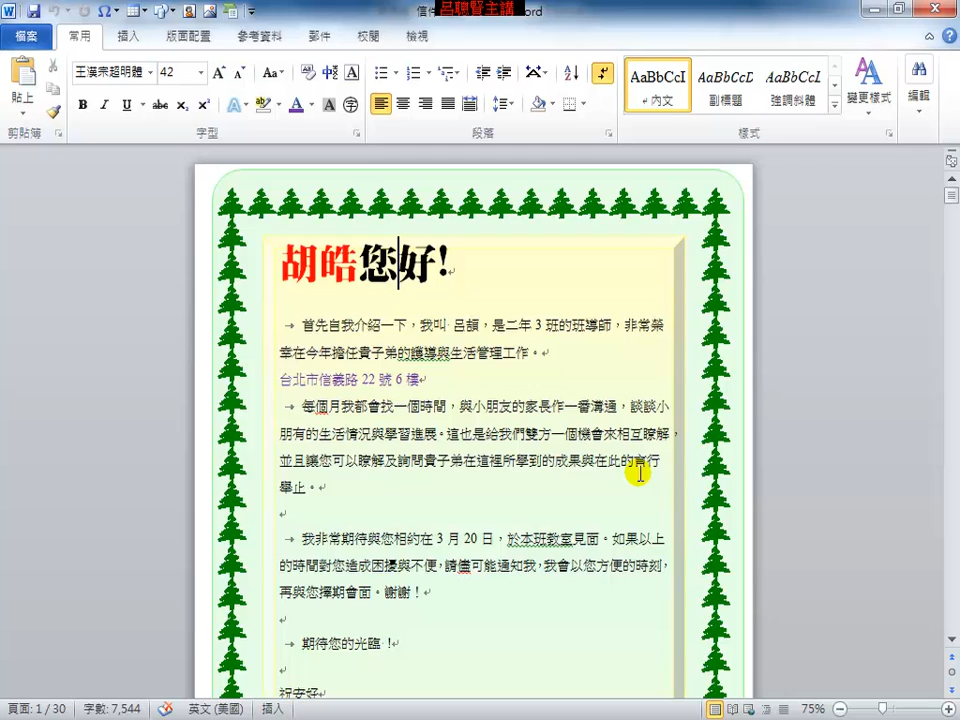 呂聰賢主講
檔案 常用 插入 版面配置 參考資料 郵件 校閱 檢視
貼上
王漢宗超明體 42
AaBbCcI AaBbCcD AaBbCcL
內文 副標題 強調斜體
變更樣式 編輯
剪貼簿 字型 段落 樣式
胡皓您好!
首先自我介紹一下，我叫 呂頡，是二年 3 班的班導師，非常榮
幸在今年擔任貴子弟的護導與生活管理工作。
台北市信義路 22 號 6 樓
每個月我都會找一個時間，與小朋友的家長作一番溝通，談談小
朋有的生活情況與學習進展。這也是給我們雙方一個機會來相互瞭解，
並且讓您可以瞭解及詢問貴子弟在這裡所學到的成果與在此的言行
舉止。
我非常期待與您相約在 3 月 20 日，於本班教室見面。如果以上
的時間對您造成困擾與不便，請儘可能通知我，我會以您方便的時刻，
再與您擇期會面。謝謝！
期待您的光臨！
祝安好
頁面: 1 / 30 字數: 7,544 英文 (美國) 插入 75%